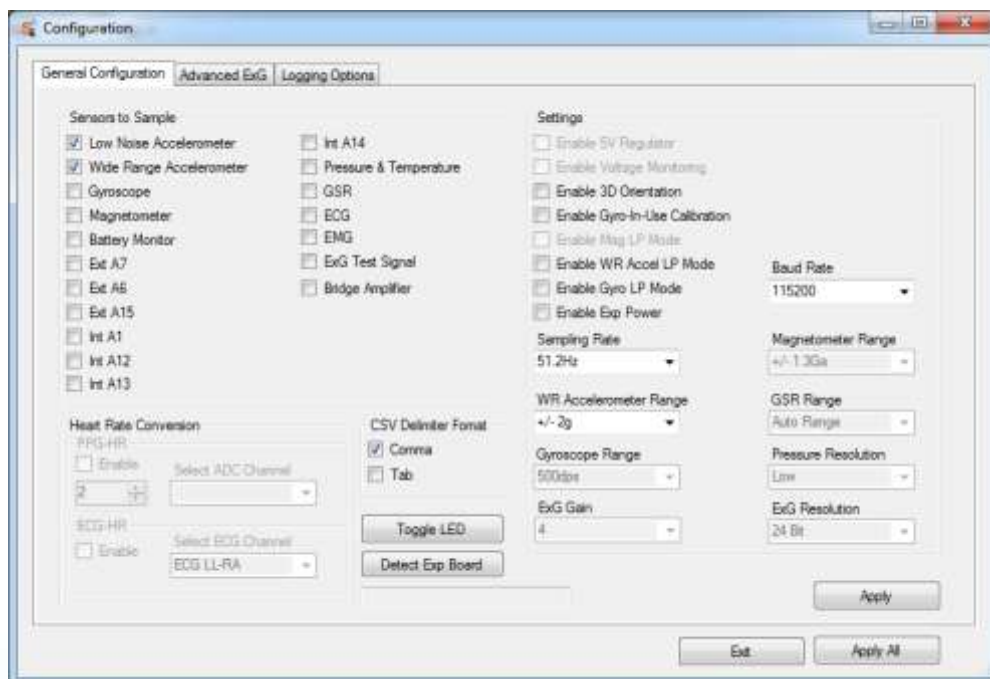 Configuration
General Configuration
Advanced ExG
Logging Options
Sensors to Sample
Low Noise Accelerometer
Wide Range Accelerometer
Gyroscope
Magnetometer
Battery Monitor
Ext A7
Ext A6
Ext A15
Int A1
Int A12
Int A13
Int A14
Pressure & Temperature
GSR
ECG
EMG
ExG Test Signal
Bridge Amplifier
Settings
Enable 5V Regulator
Enable Voltage Monitoring
Enable 3D Orientation
Enable Gyro-In-Use Calibration
Enable Mag LP Mode
Enable WR Accel LP Mode
Enable Gyro LP Mode
Enable Exp Power
Baud Rate
115200
Sampling Rate
51.2Hz
Magnetometer Range
+/- 1.3Ga
WR Accelerometer Range
+/- 2g
GSR Range
Auto Range
Gyroscope Range
500dps
Pressure Resolution
Low
ExG Gain
4
ExG Resolution
24 Bit
Heart Rate Conversion
PPG-HR
Enable
Select ADC Channel
2
ECG-HR
Enable
Select ECG Channel
ECG LL-RA
CSV Delimiter Fomat
Comma
Tab
Toggle LED
Detect Exp Board
Apply
Exit
Apply All